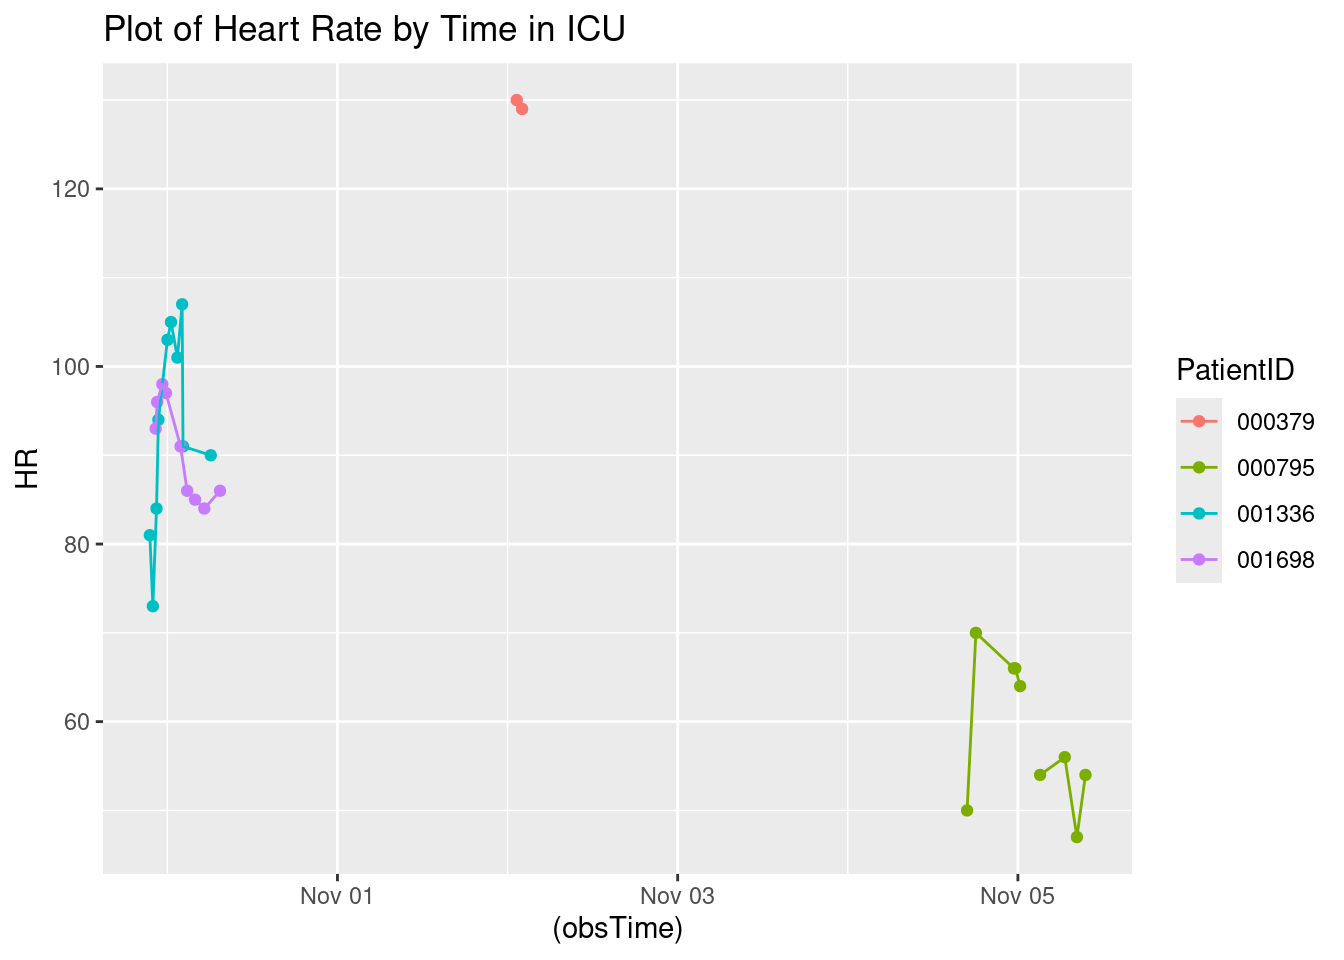 Plot of Heart Rate by Time in ICU
HR
120
100
80
60
Nov 01
Nov 03
Nov 05
(obsTime)
PatientID
000379
000795
001336
001698